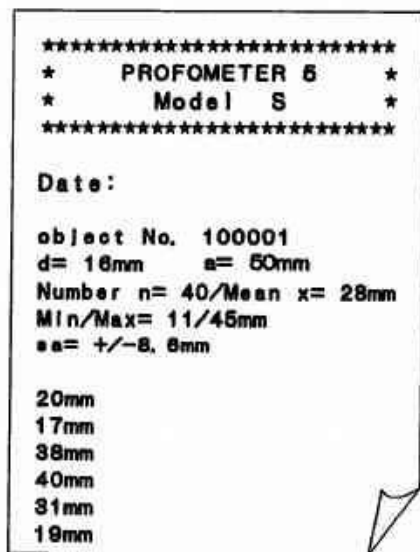 ***************************
* PROFOMETER 5 *
* Model S *
***************************
Date:
object No. 100001
d= 16mm a= 50mm
Number n= 40/Mean x= 28mm
Min/Max= 11/45mm
sa= +/-8.6mm
20mm
17mm
38mm
40mm
31mm
19mm